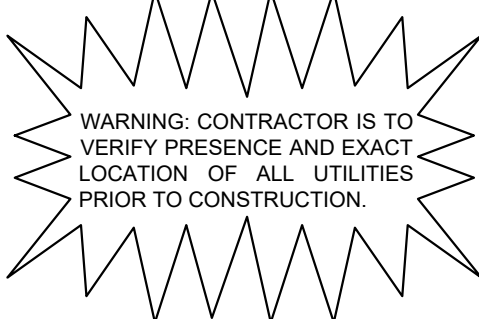 WARNING: CONTRACTOR IS TO
VERIFY PRESENCE AND EXACT
LOCATION OF ALL UTILITIES
PRIOR TO CONSTRUCTION.